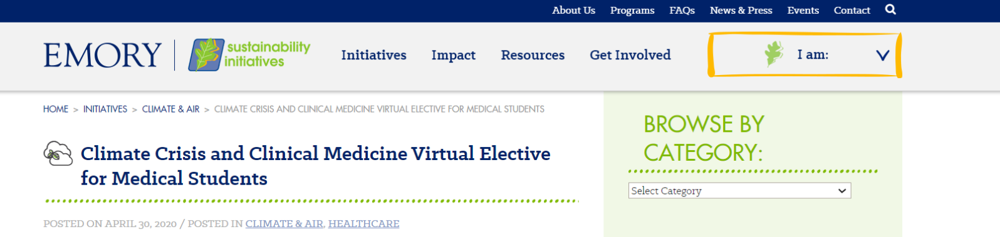 About Us Programs FAQs News & Press Events Contact
EMORY sustainability initiatives Initiatives Impact Resources Get Involved I am:
HOME > INITIATIVES > CLIMATE & AIR > CLIMATE CRISIS AND CLINICAL MEDICINE VIRTUAL ELECTIVE FOR MEDICAL STUDENTS
Climate Crisis and Clinical Medicine Virtual Elective
for Medical Students
POSTED ON APRIL 30, 2020 / POSTED IN CLIMATE & AIR, HEALTHCARE
BROWSE BY
CATEGORY:
Select Category